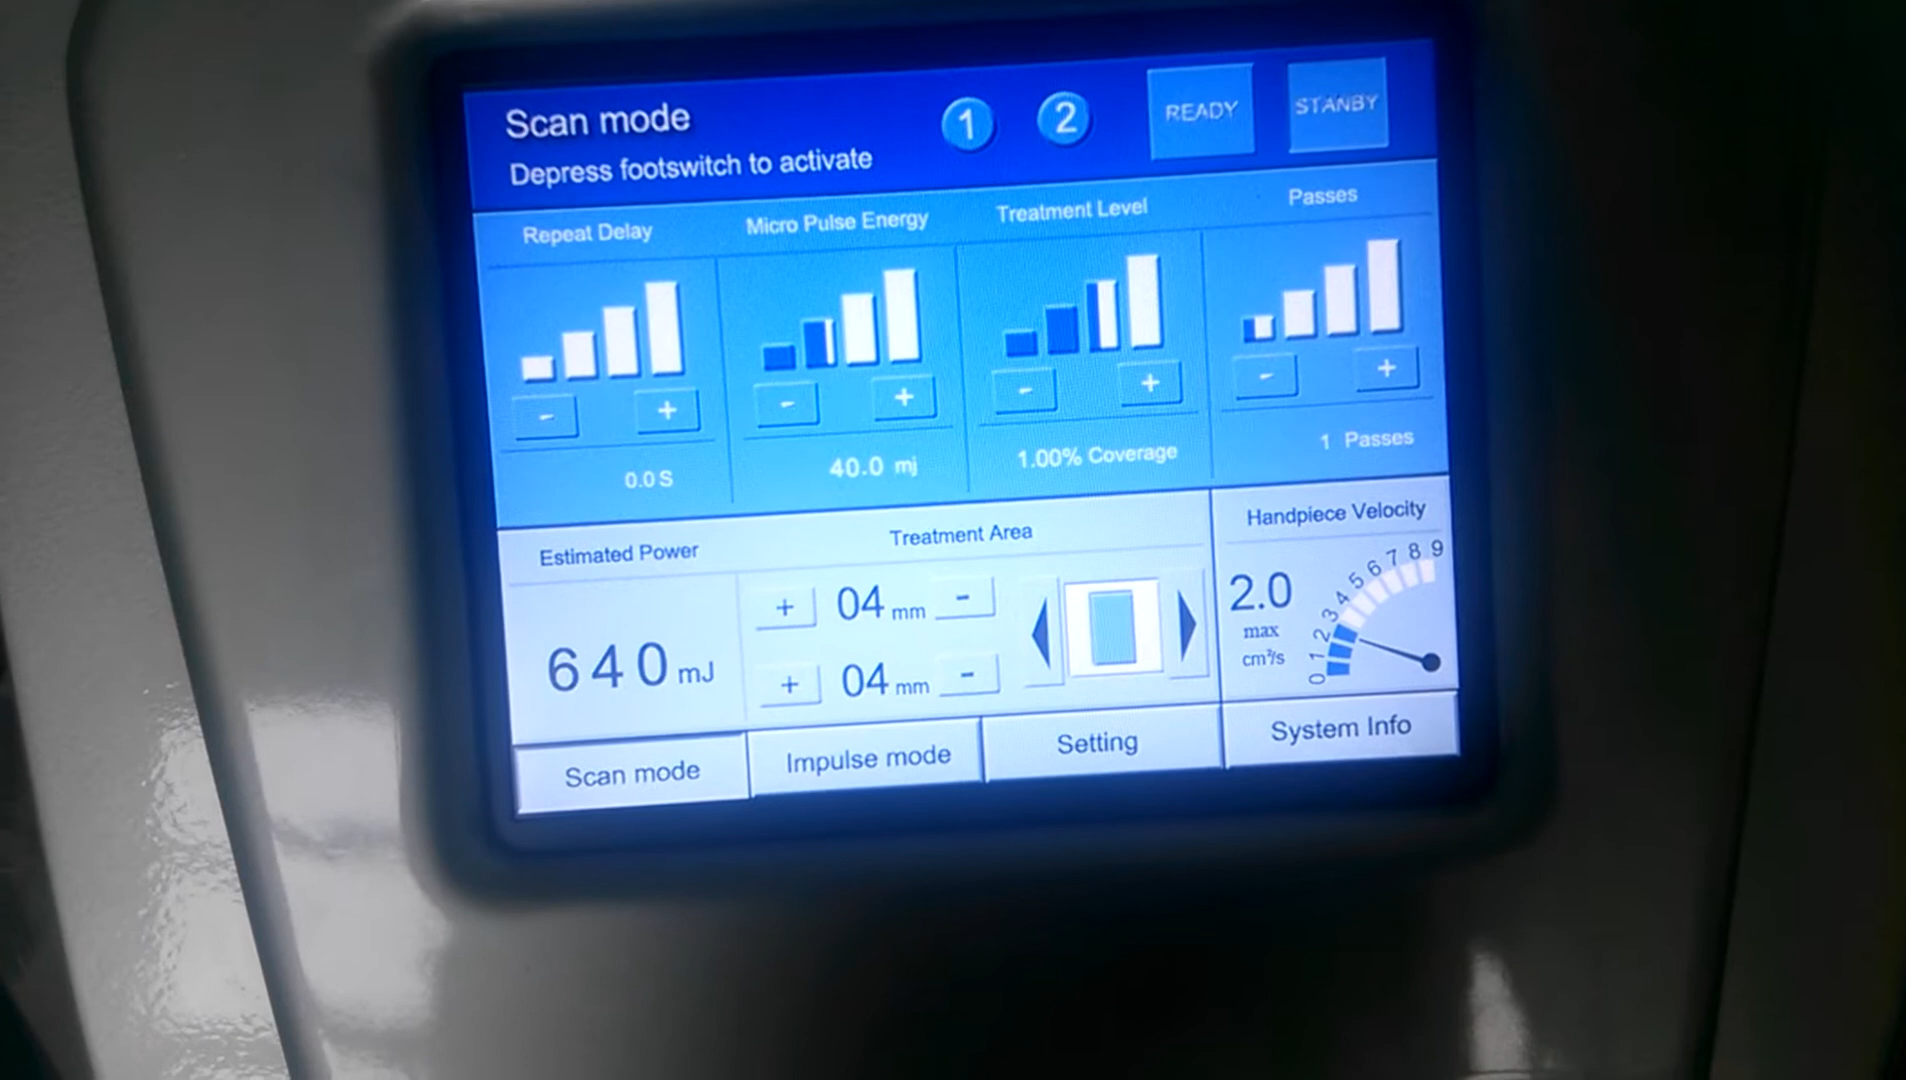 Scan mode
Depress footswitch to activate
1
2
READY
STANBY
Repeat Delay
Micro Pulse Energy
Treatment Level
Passes
- +
- +
- +
- +
0.0 S
40.0 mj
1.00% Coverage
1 Passes
Estimated Power
Treatment Area
Handpiece Velocity
640 mJ
+ 04 mm -
+ 04 mm -
2.0
max
cm²/s
0 1 2 3 4 5 6 7 8 9
Scan mode
Impulse mode
Setting
System Info